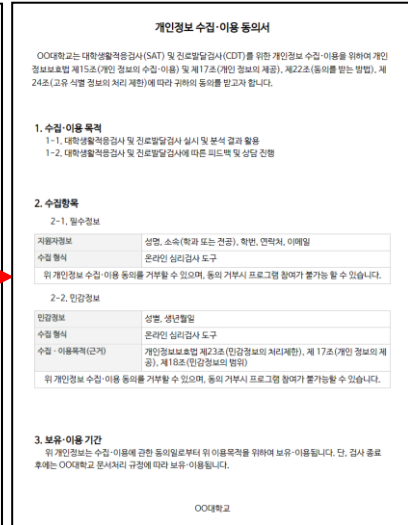 개인정보 수집·이용 동의서
OO대학교는 대학생활적응검사(SAT) 및 진로발달검사(CDT)를 위한 개인정보 수집·이용을 위하여 개인
정보보호법 제15조(개인 정보의 수집·이용) 및 제17조(개인 정보의 제공), 제22조(동의를 받는 방법), 제
24조(고유 식별 정보의 처리 제한)에 따라 귀하의 동의를 받고자 합니다.
1. 수집·이용 목적
1-1. 대학생활적응검사 및 진로발달검사 실시 및 분석 결과 활용
1-2. 대학생활적응검사 및 진로발달검사에 따른 피드백 및 상담 진행
2. 수집항목
2-1. 필수정보
지원자정보 성명, 소속(학과 또는 전공), 학번, 연락처, 이메일
수집 형식 온라인 심리검사 도구
위 개인정보 수집·이용 동의를 거부할 수 있으며, 동의 거부시 프로그램 참여가 불가능 할 수 있습니다.
2-2. 민감정보
민감정보 성별, 생년월일
수집 형식 온라인 심리검사 도구
수집·이용목적(근거) 개인정보보호법 제23조(민감정보의 처리제한), 제 17조(개인 정보의 제
공), 제18조(민감정보의 범위)
위 개인정보 수집·이용 동의를 거부할 수 있으며, 동의 거부시 프로그램 참여가 불가능할 수 있습니다.
3. 보유·이용 기간
위 개인정보는 수집·이용에 관한 동의일로부터 위 이용목적을 위하여 보유·이용됩니다. 단, 검사 종료
후에는 OO대학교 문서처리 규정에 따라 보유·이용됩니다.
OO대학교